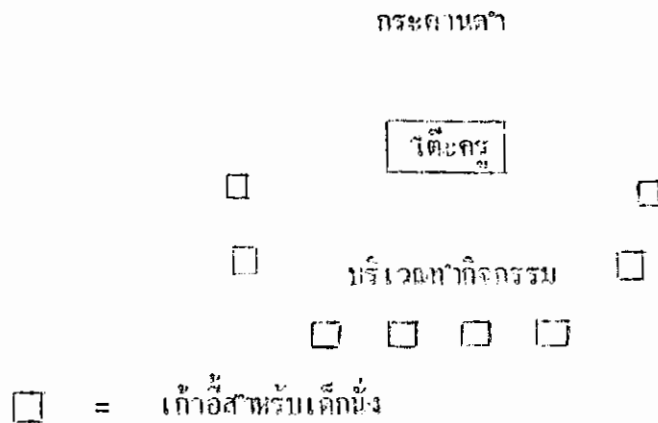 กระดานดำ
โต๊ะครู
บริเวณทำกิจกรรม
= เก้าอี้สำหรับเด็กนั่ง